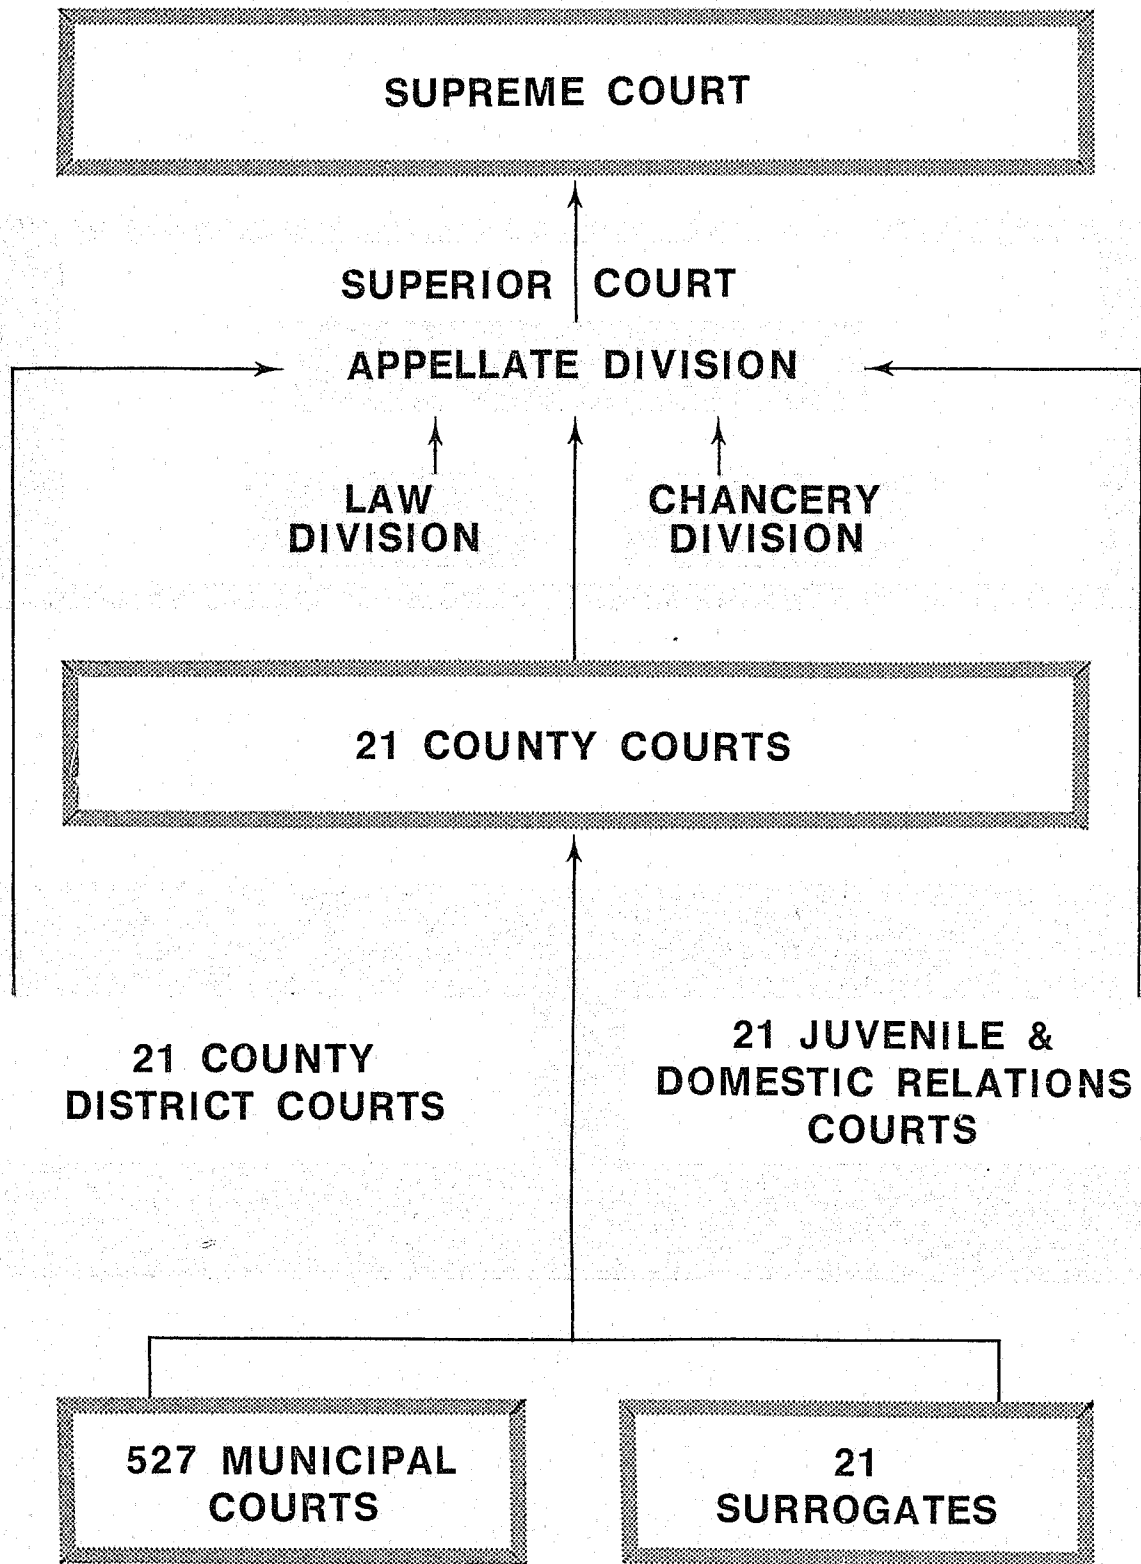 SUPREME COURT
SUPERIOR COURT
APPELLATE DIVISION
LAW
DIVISION
CHANCERY
DIVISION
21 COUNTY COURTS
21 COUNTY
DISTRICT COURTS
21 JUVENILE &
DOMESTIC RELATIONS
COURTS
527 MUNICIPAL
COURTS
21
SURROGATES